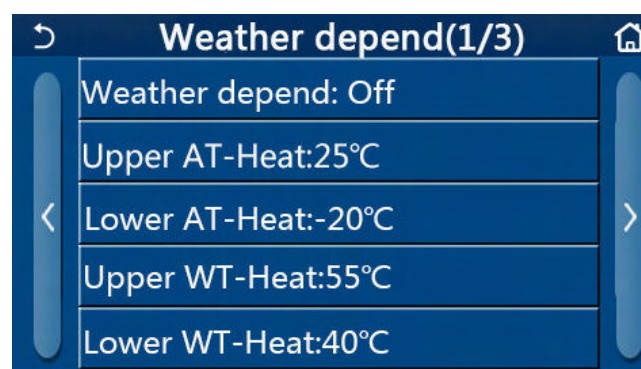 Weather depend(1/3)
Weather depend: Off
Upper AT-Heat:25℃
Lower AT-Heat:-20℃
Upper WT-Heat:55℃
Lower WT-Heat:40℃